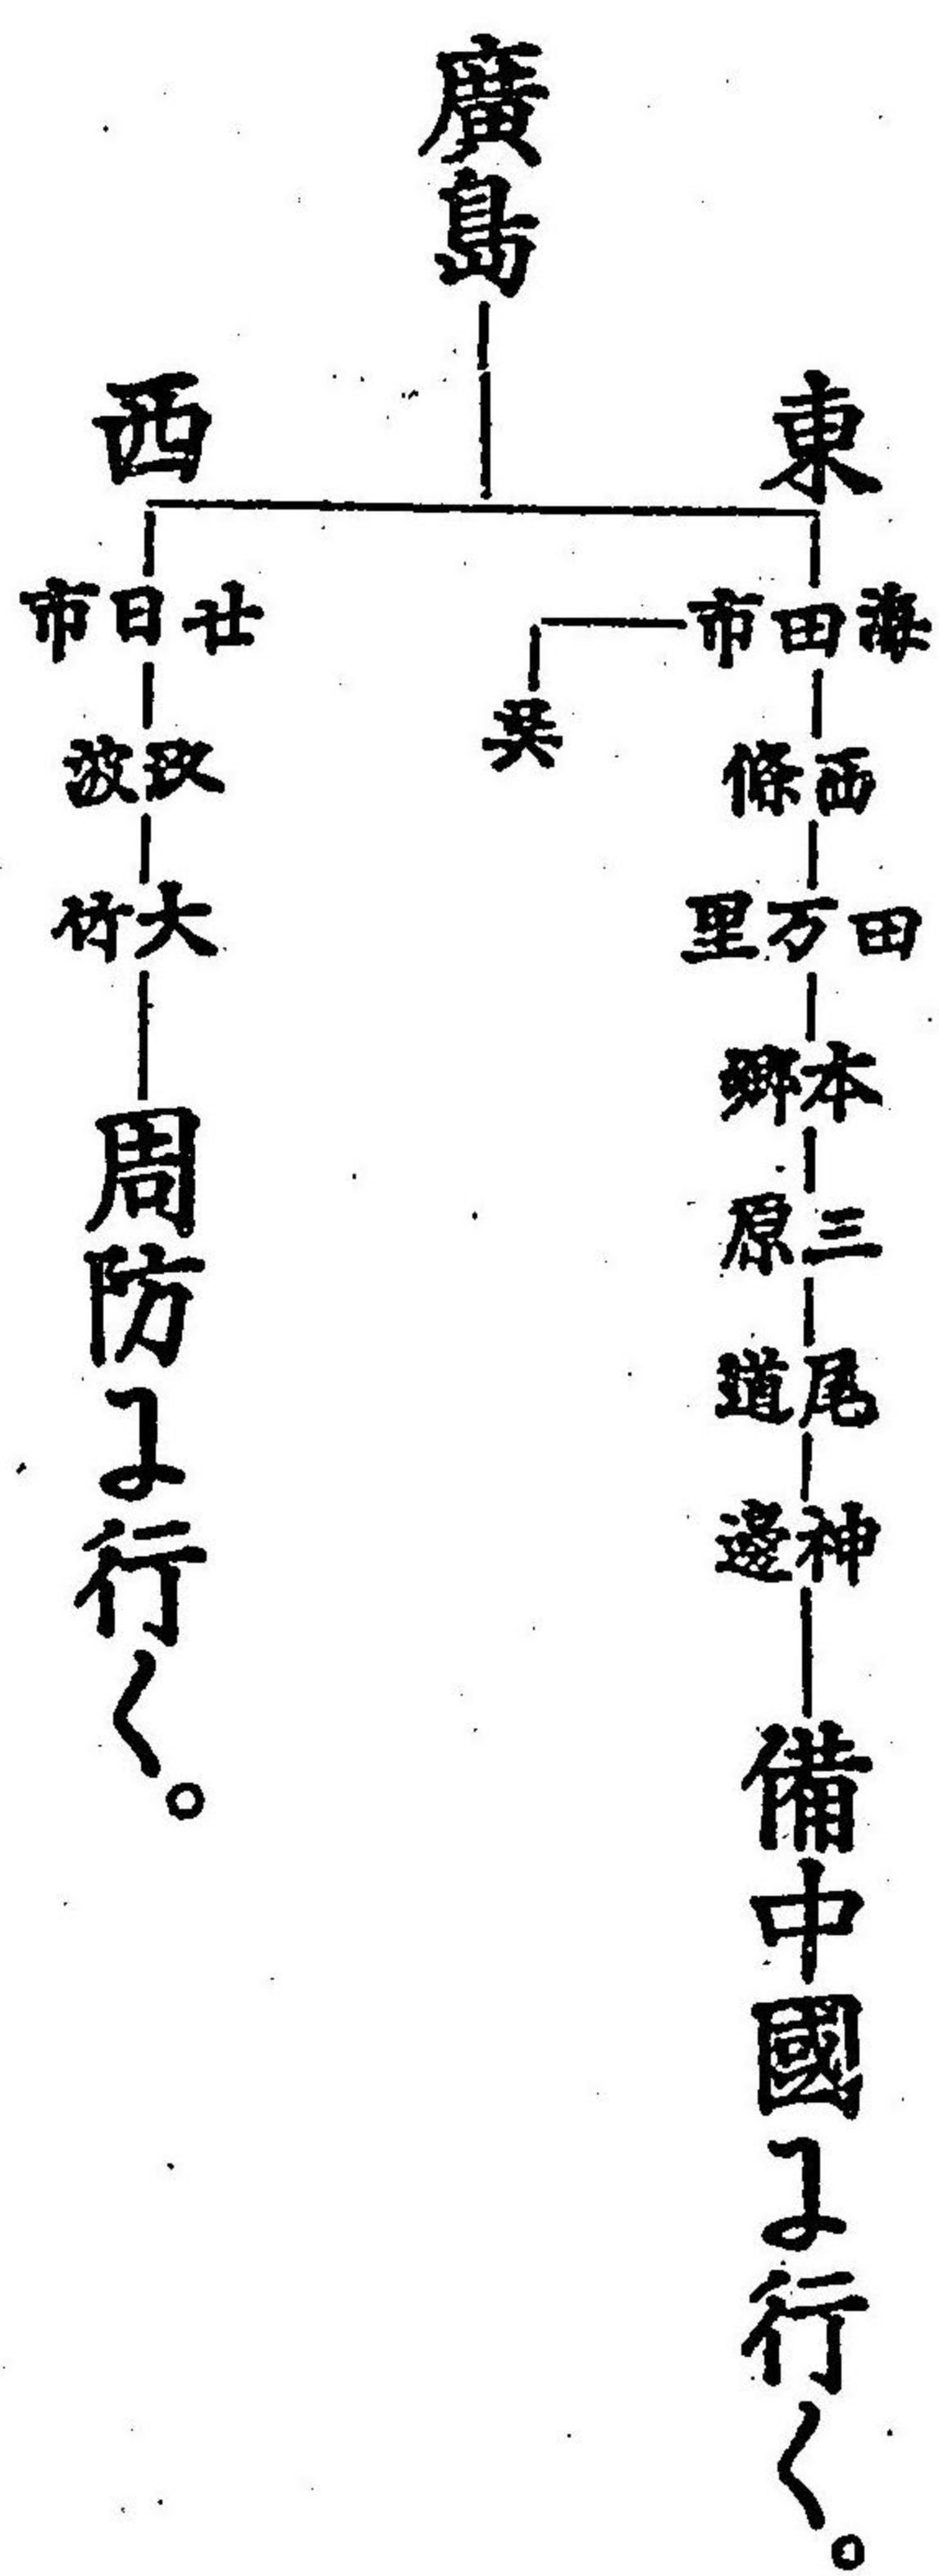 廣島
東
海田市
呉
西條
田万里
本郷
三原
尾道
神邊
備中國に行く。
西
廿日市
玖波
大竹
周防に行く。